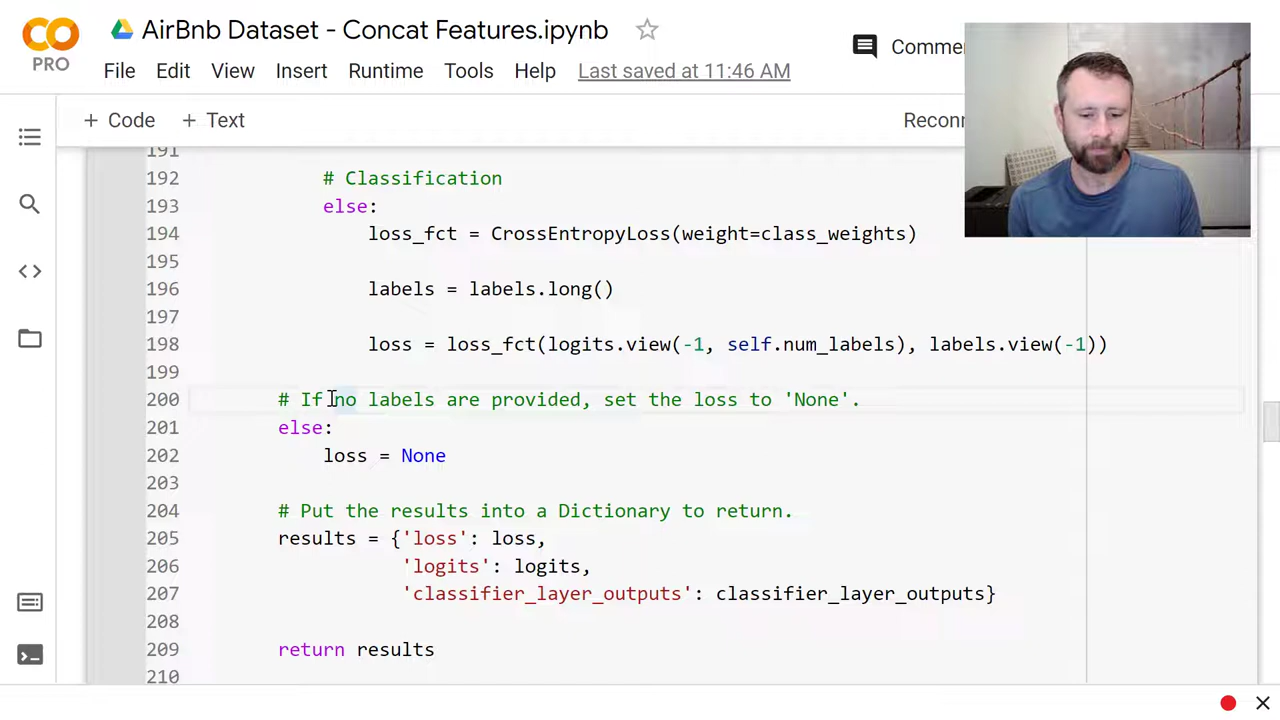 AirBnb Dataset - Concat Features.ipynb
PRO
File Edit View Insert Runtime Tools Help Last saved at 11:46 AM
+ Code + Text
191
192 # Classification
193 else:
194 loss_fct = CrossEntropyLoss(weight=class_weights)
195
196 labels = labels.long()
197
198 loss = loss_fct(logits.view(-1, self.num_labels), labels.view(-1))
199
200 # If no labels are provided, set the loss to 'None'.
201 else:
202 loss = None
203
204 # Put the results into a Dictionary to return.
205 results = {'loss': loss,
206 'logits': logits,
207 'classifier_layer_outputs': classifier_layer_outputs}
208
209 return results
210